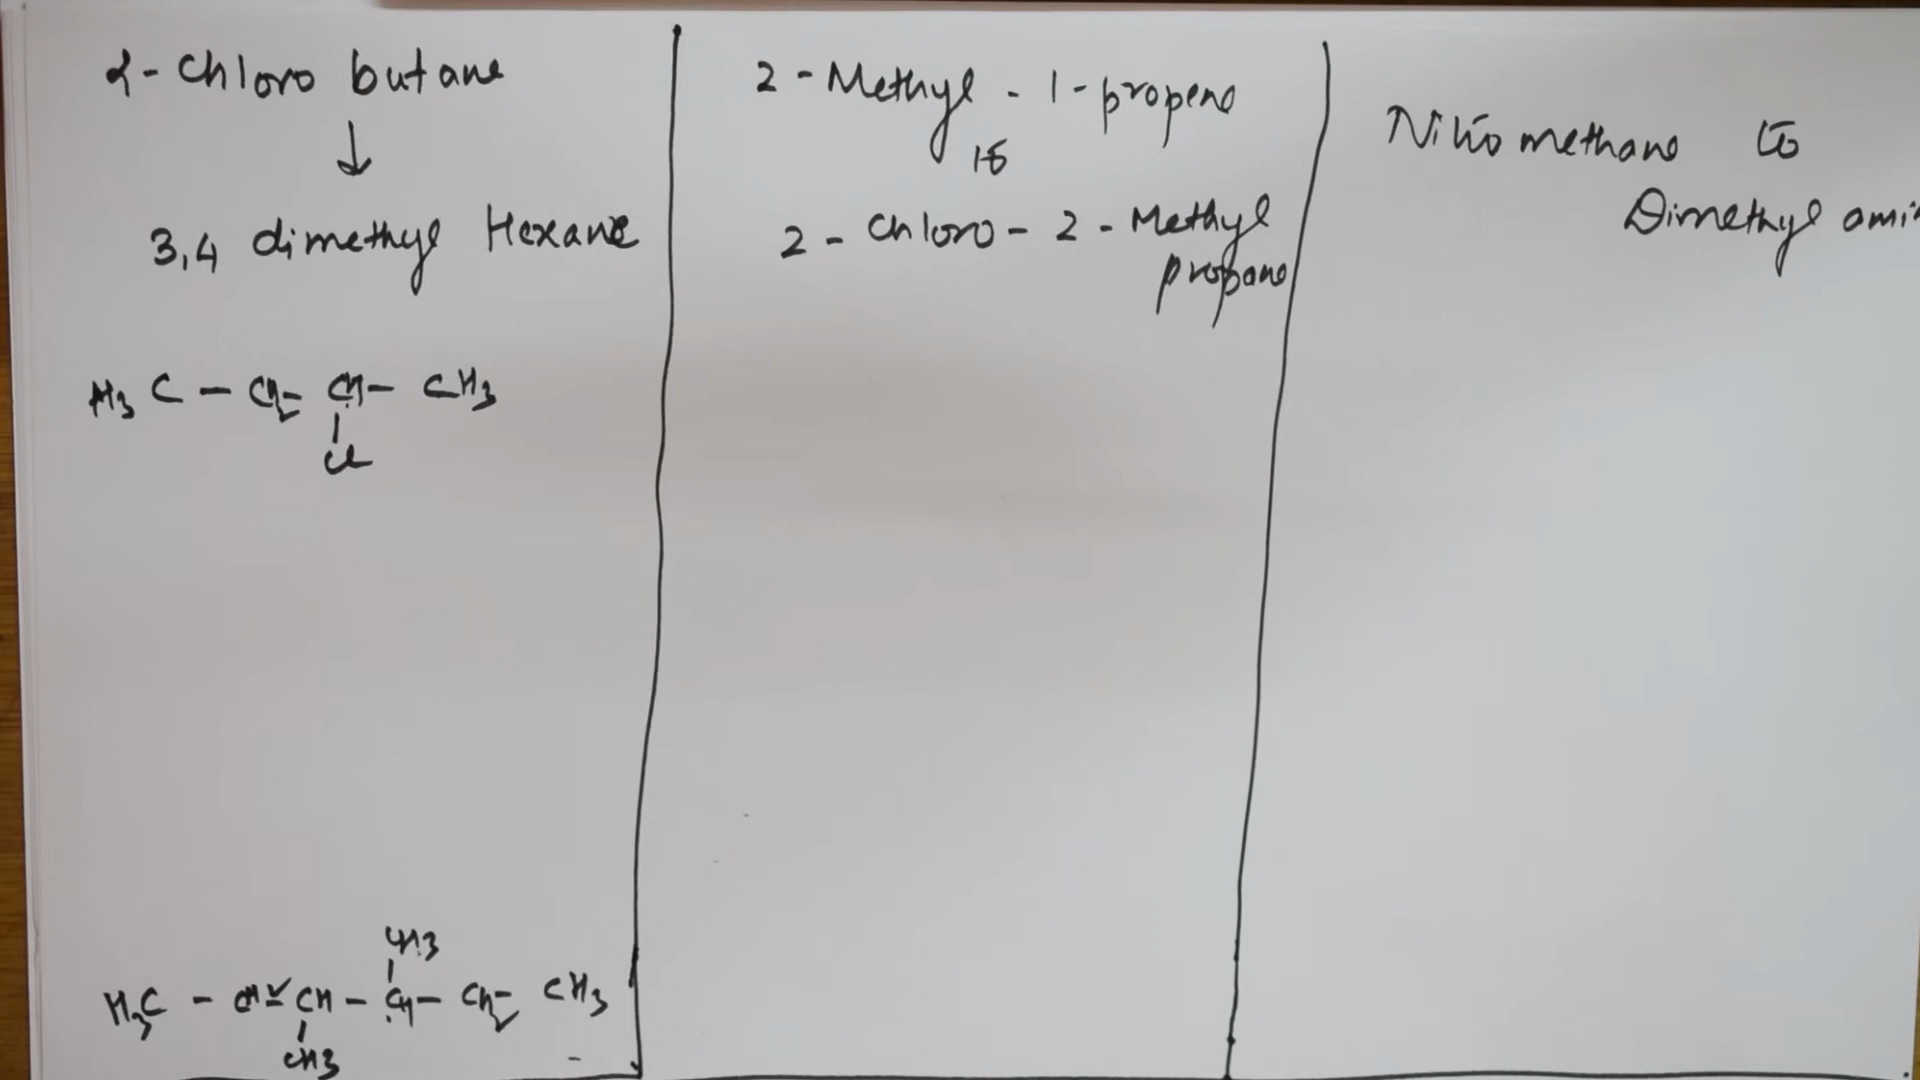 2-Chloro butane
↓
3,4 dimethyl Hexane
H3C - CH2 - CH - CH3
|
Cl
CH3
|
H3C - CH2 - CH - CH - CH2 - CH3
|
CH3
2-Methyl-1-propene
to
2-Chloro-2-Methyl
propane
Nitromethane to
Dimethyl ami